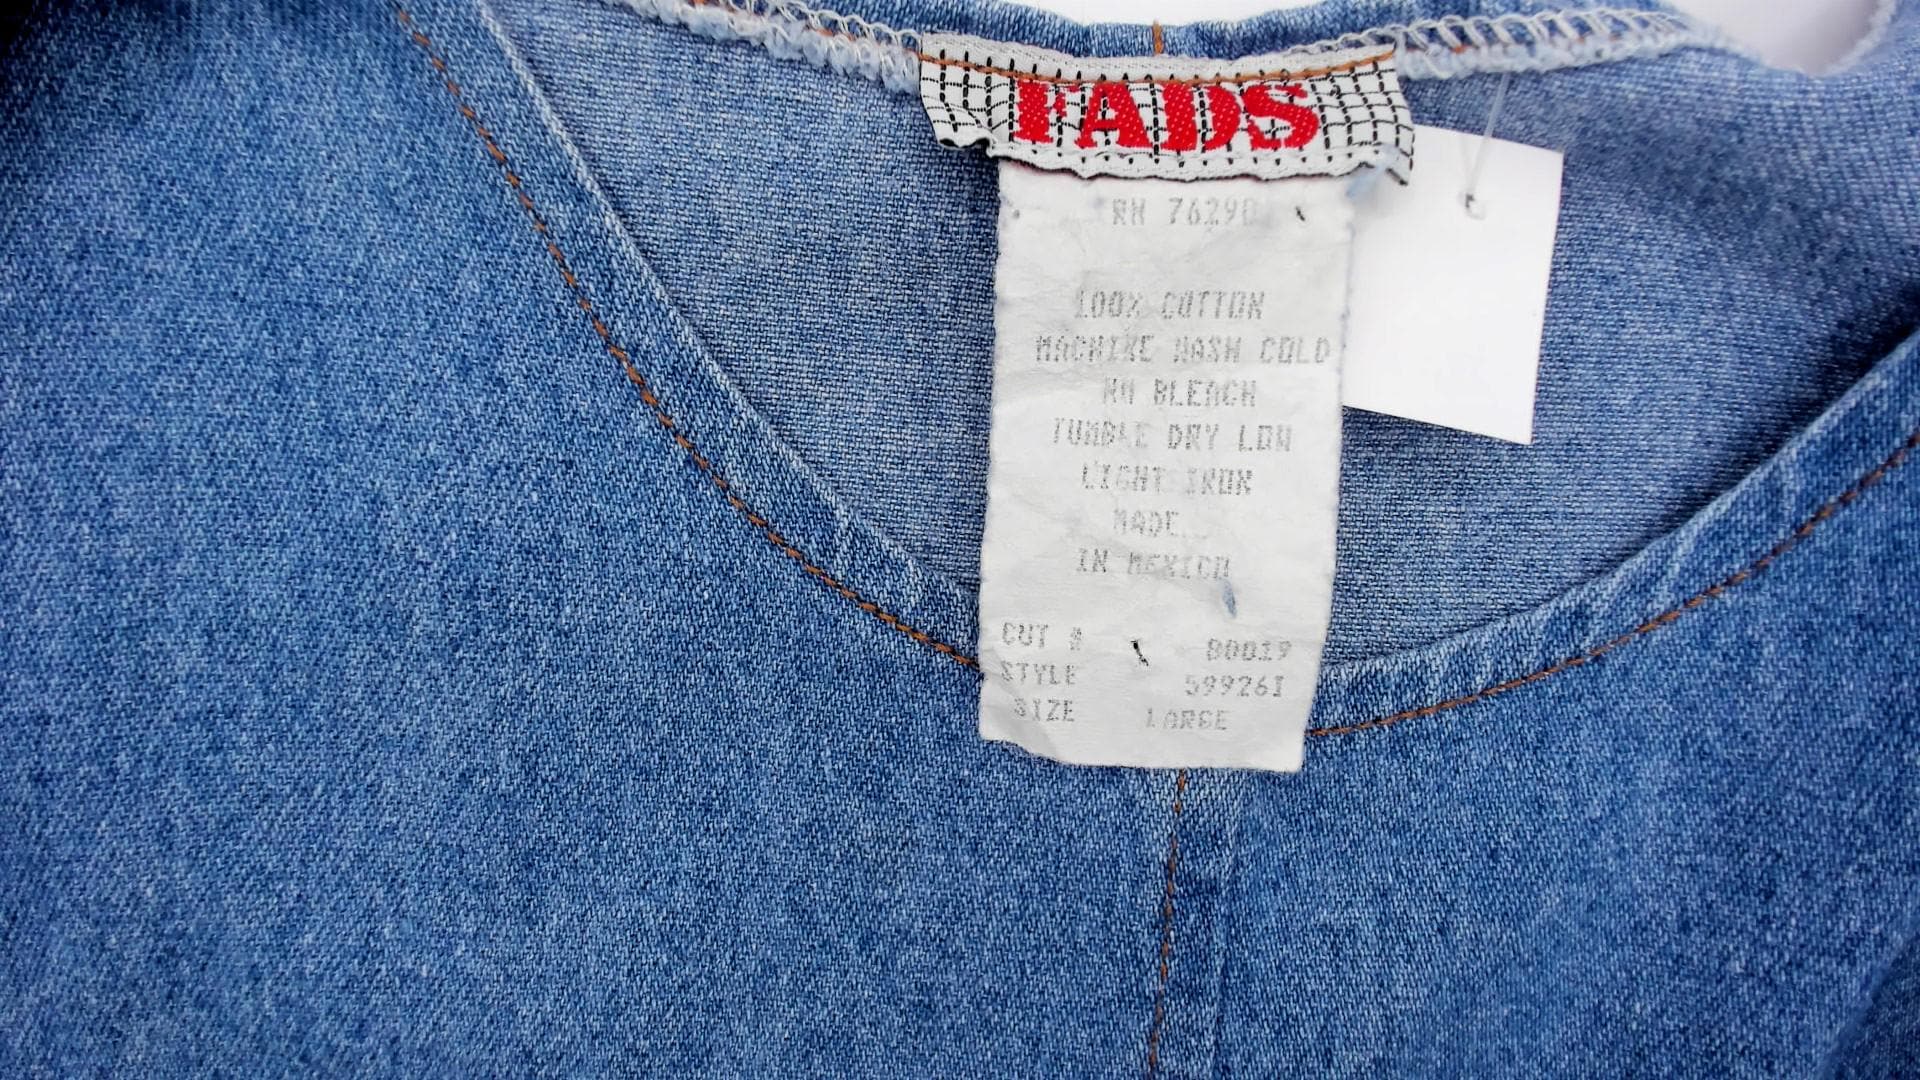 FADS
RN 76290
100% COTTON
MACHINE WASH COLD
NO BLEACH
TUMBLE DRY LOW
LIGHT IRON
MADE
IN MEXICO
CUT # 80019
STYLE 59926I
SIZE LARGE